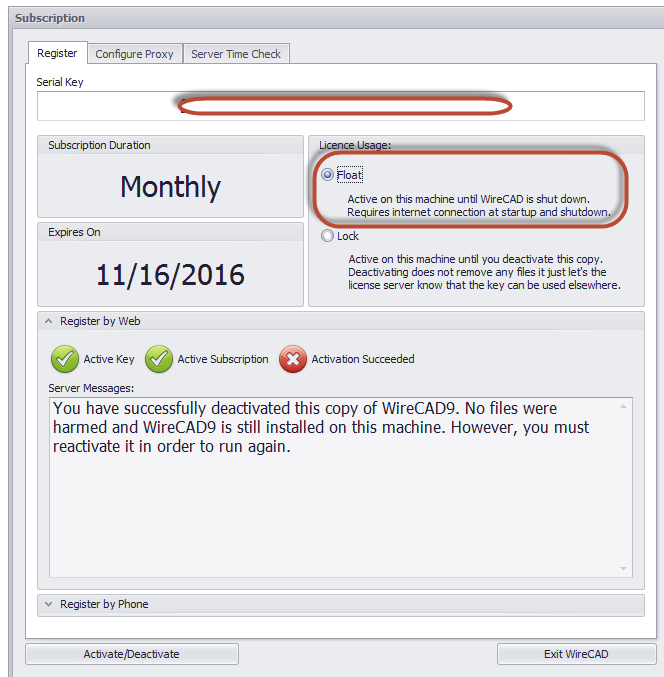 Subscription
Register
Configure Proxy
Server Time Check
Serial Key
Subscription Duration
Monthly
Expires On
11/16/2016
Licence Usage:
Float
Active on this machine until WireCAD is shut down.
Requires internet connection at startup and shutdown.
Lock
Active on this machine until you deactivate this copy.
Deactivating does not remove any files it just let's the
license server know that the key can be used elsewhere.
Register by Web
Active Key
Active Subscription
Activation Succeeded
Server Messages:
You have successfully deactivated this copy of WireCAD9. No files were
harmed and WireCAD9 is still installed on this machine. However, you must
reactivate it in order to run again.
Register by Phone
Activate/Deactivate
Exit WireCAD